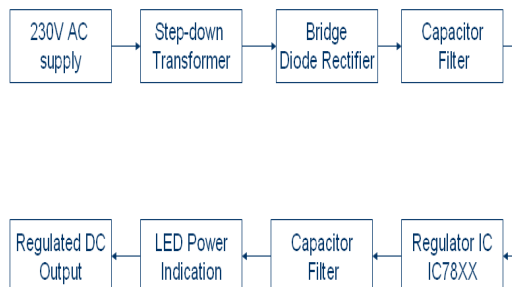 230V AC
supply
Step-down
Transformer
Bridge
Diode Rectifier
Capacitor
Filter
Regulated DC
Output
LED Power
Indication
Capacitor
Filter
Regulator IC
IC78XX